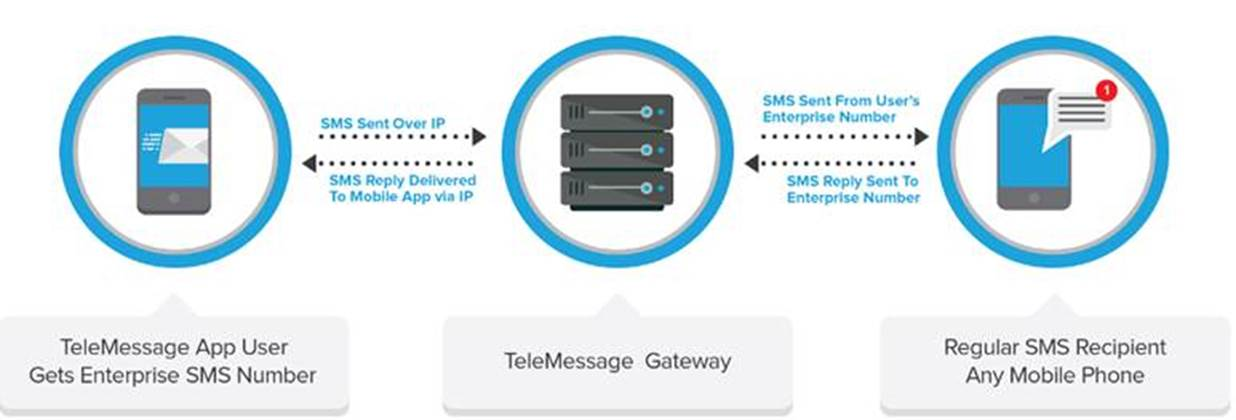 SMS Sent Over IP
SMS Reply Delivered
To Mobile App via IP
SMS Sent From User's
Enterprise Number
SMS Reply Sent To
Enterprise Number
1
TeleMessage App User
Gets Enterprise SMS Number
TeleMessage Gateway
Regular SMS Recipient
Any Mobile Phone